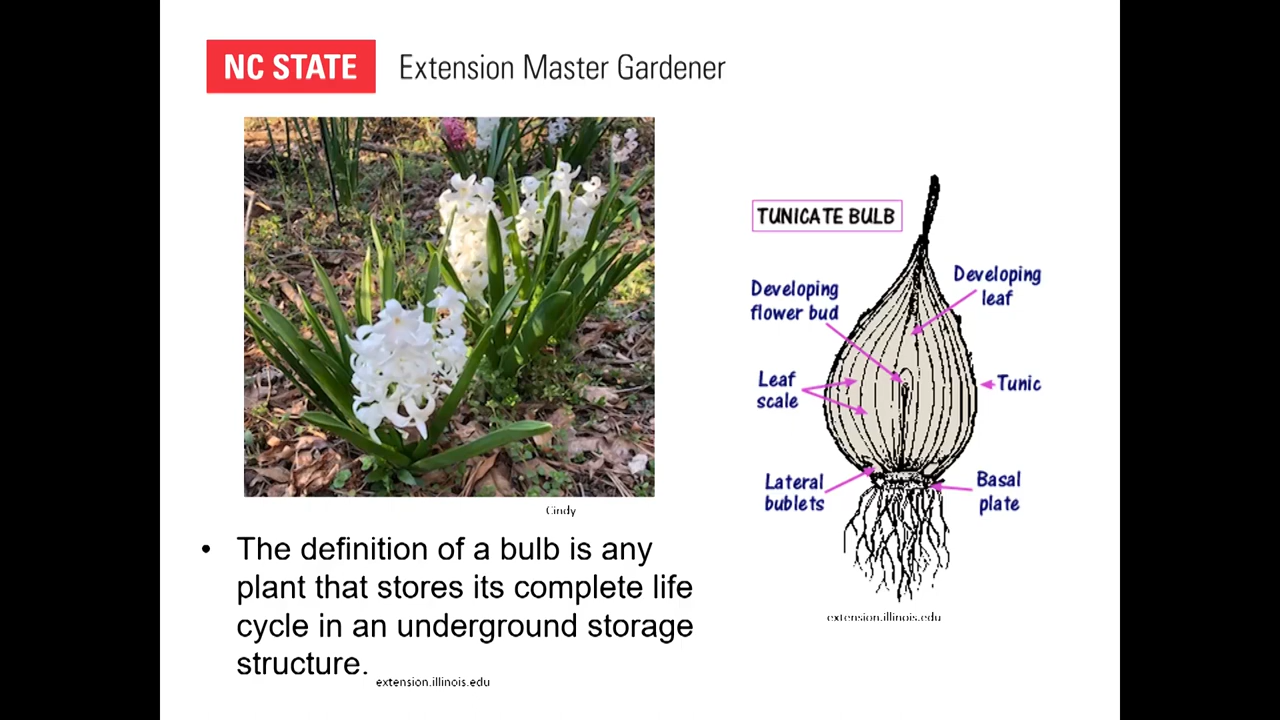 NC STATE Extension Master Gardener
TUNICATE BULB
Developing
leaf
Developing
flower bud
Leaf
scale
Tunic
Lateral
bublets
Basal
plate
extension.illinois.edu
Cindy
• The definition of a bulb is any
plant that stores its complete life
cycle in an underground storage
structure. extension.illinois.edu